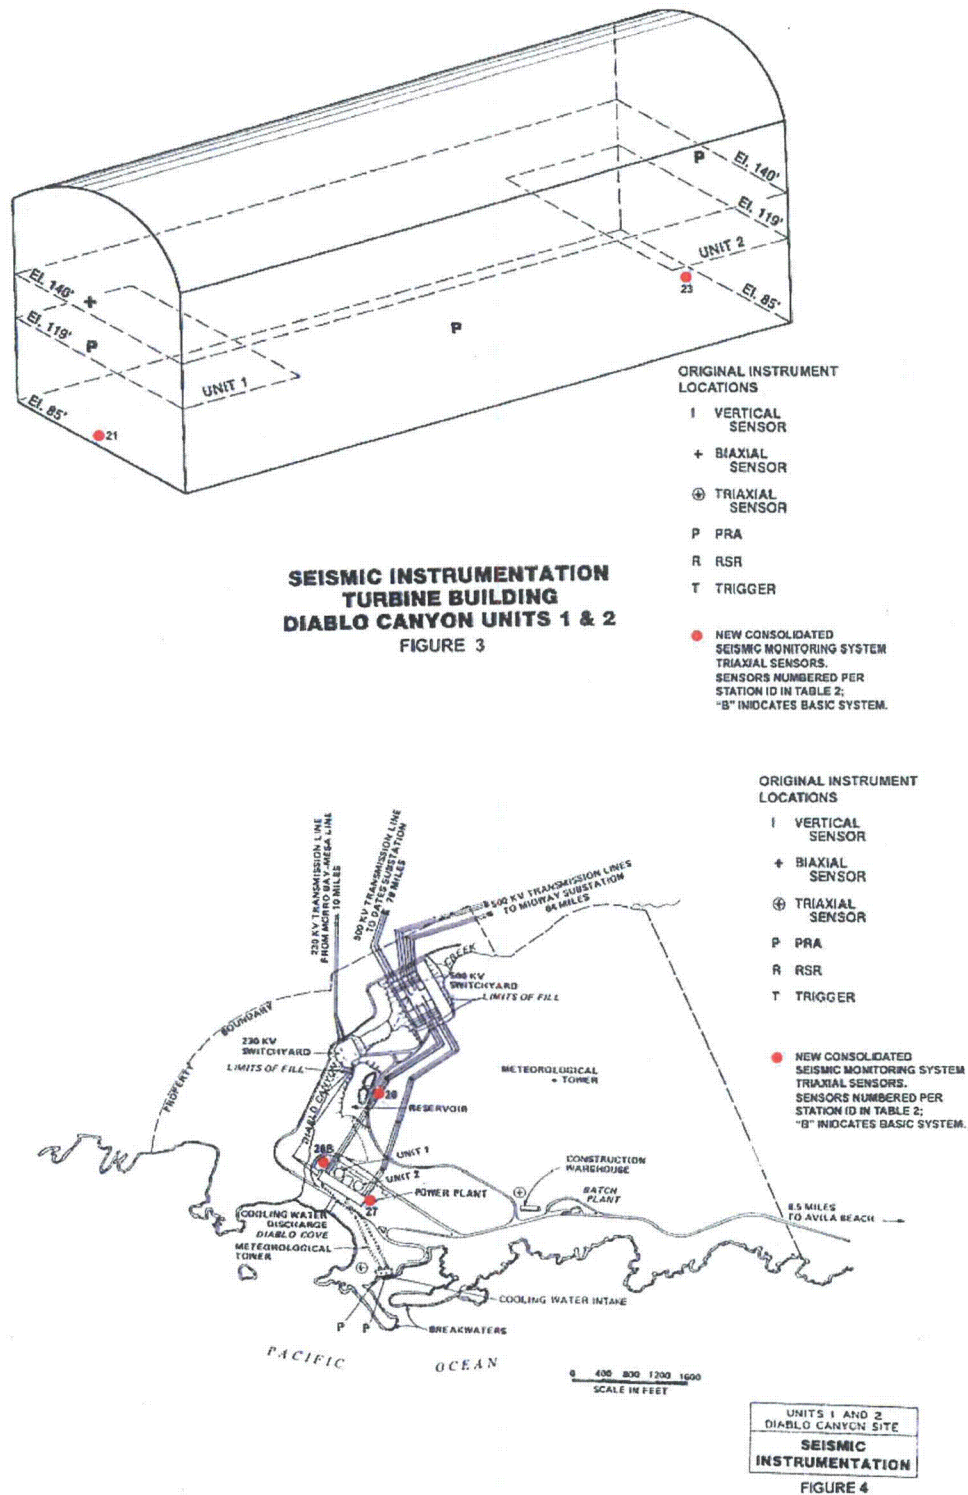 El. 140'
P
El. 119'
UNIT 2
23
El. 85'
El. 140'
+
El. 119'
P
P
UNIT 1
El. 85'
21
ORIGINAL INSTRUMENT
LOCATIONS
I VERTICAL
SENSOR
+ BIAXIAL
SENSOR
TRIAXIAL
SENSOR
P PRA
R RSR
T TRIGGER
SEISMIC INSTRUMENTATION
TURBINE BUILDING
DIABLO CANYON UNITS 1 & 2
FIGURE 3
NEW CONSOLIDATED
SEISMIC MONITORING SYSTEM
TRIAXIAL SENSORS.
SENSORS NUMBERED PER
STATION ID IN TABLE 2;
"B" INIDCATES BASIC SYSTEM.
ORIGINAL INSTRUMENT
LOCATIONS
I VERTICAL
SENSOR
+ BIAXIAL
SENSOR
TRIAXIAL
SENSOR
P PRA
R RSR
T TRIGGER
NEW CONSOLIDATED
SEISMIC MOMITORING SYSTEM
TRIAXIAL SENSORS.
SENSORS NUMBERED PER
STATION ID IN TABLE 2;
"B" INIDCATES BASIC SYSTEM.
230 KV TRANSMISSION LINE
FROM MORRO BAY-MESA LINE
10 MILES
500 KV TRANSMISSION LINE
TO GATES SUBSTATION
79 MILES
500 KV TRANSMISSION LINES
TO MIDWAY SUBSTATION
84 MILES
CREEK
500 KV
SWITCHYARD
LIMITS OF FILL
PROPERTY BOUNDARY
230 KV
SWITCHYARD
LIMITS OF FILL
DIABLO CANYON
METEOROLOGICAL
TOWER
RESERVOIR
UNIT 1
UNIT 2
POWER PLANT
27
CONSTRUCTION
WAREHOUSE
BATCH
PLANT
8.5 MILES
TO AVILA BEACH
COOLING WATER
DISCHARGE
DIABLO COVE
METEOROLOGICAL
TOWER
COOLING WATER INTAKE
BREAKWATERS
P P
PACIFIC OCEAN
0 400 800 1200 1600
SCALE IN FEET
UNITS 1 AND 2
DIABLO CANYON SITE
SEISMIC
INSTRUMENTATION
FIGURE 4